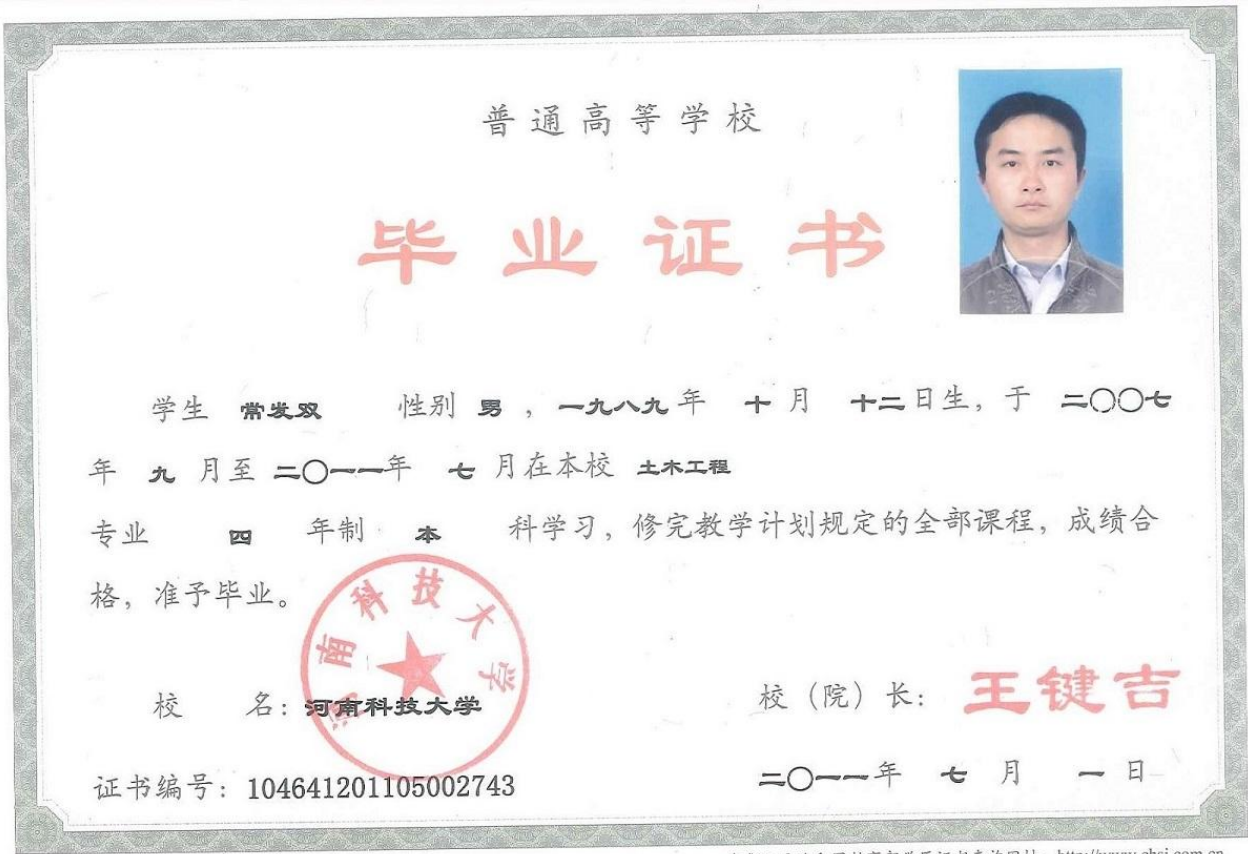 普通高等学校
毕业证书
学生 常发双 性别 男 ，一九八九年 十 月 十二日生，于 二〇〇七
年 九 月至 二〇一一年 七 月在本校 土木工程
专业 四 年制 本 科学习，修完教学计划规定的全部课程，成绩合
格，准予毕业。
河南科技大学
校 名：河南科技大学
校（院）长： 王键吉
证书编号：104641201105002743
二〇一一年 七 月 一 日
http://www.chsi.com.cn